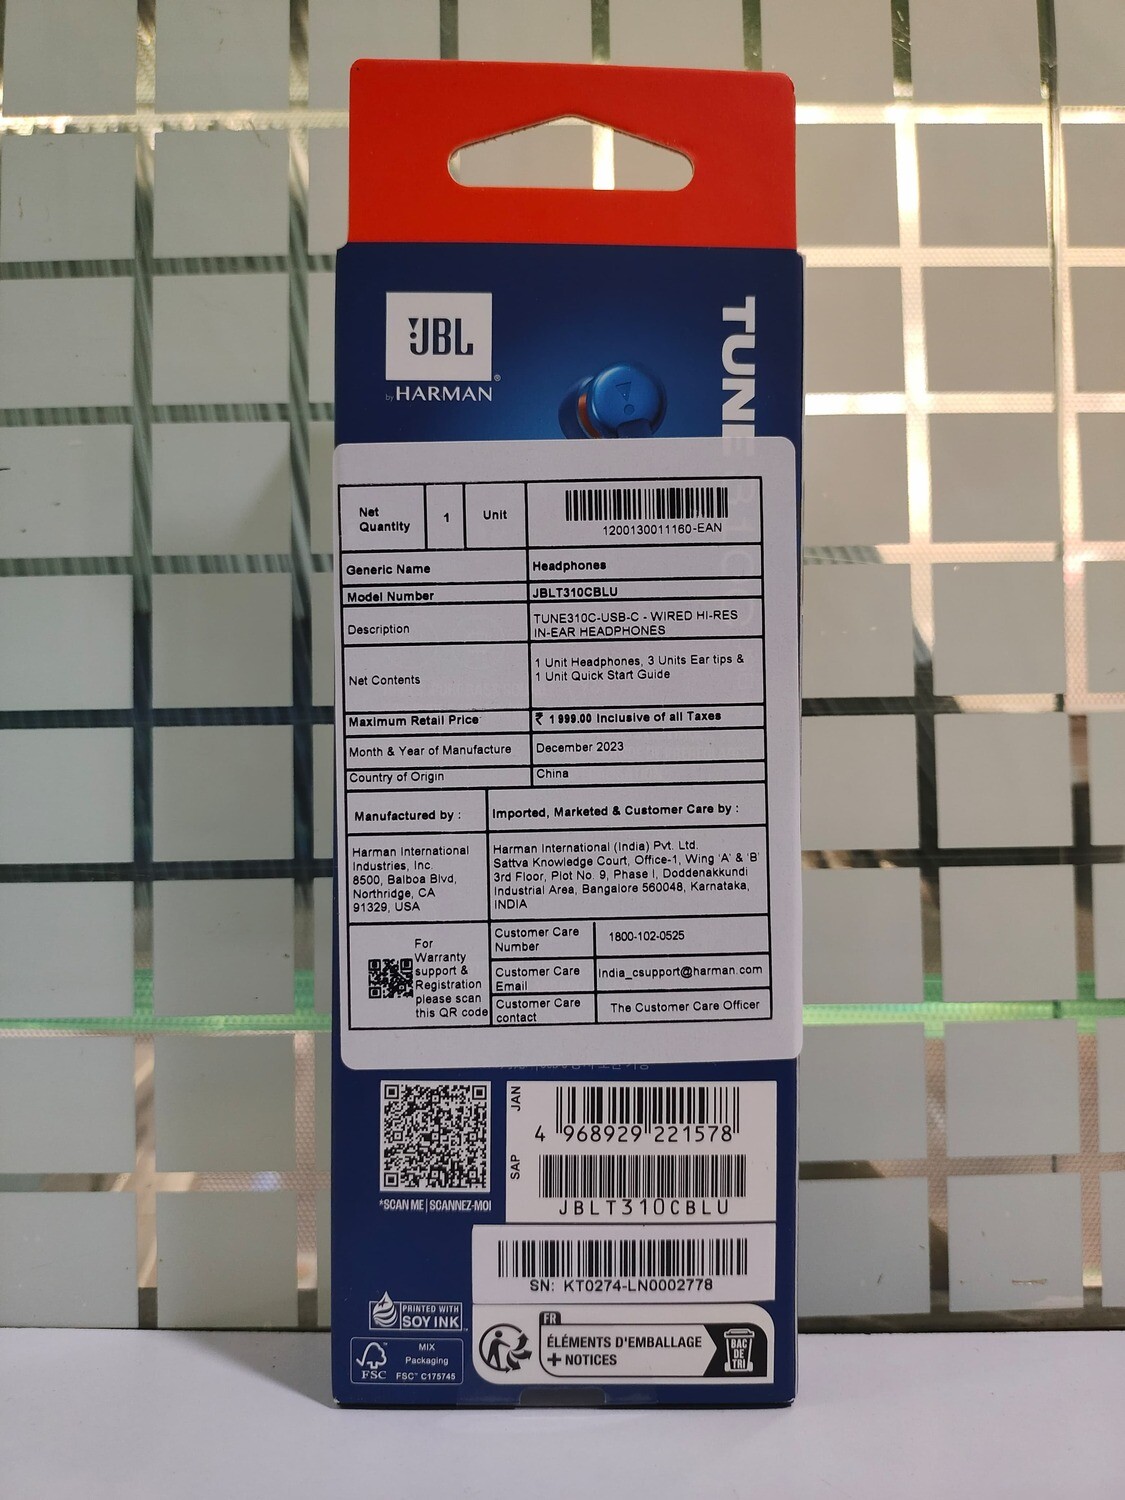 JBL
by HARMAN®
TUNE
Net Quantity 1 Unit
1200130011160-EAN
Generic Name Headphones
Model Number JBLT310CBLU
Description TUNE310C-USB-C - WIRED HI-RES
IN-EAR HEADPHONES
Net Contents 1 Unit Headphones, 3 Units Ear tips &
1 Unit Quick Start Guide
Maximum Retail Price ₹ 1999.00 Inclusive of all Taxes
Month & Year of Manufacture December 2023
Country of Origin China
Manufactured by :
Harman International
Industries, Inc.
8500, Balboa Blvd,
Northridge, CA
91329, USA
Imported, Marketed & Customer Care by :
Harman International (India) Pvt. Ltd.
Sattva Knowledge Court, Office-1, Wing 'A' & 'B'
3rd Floor, Plot No. 9, Phase I, Doddenakkundi
Industrial Area, Bangalore 560048, Karnataka,
INDIA
For
Warranty
support &
Registration
please scan
this QR code
Customer Care
Number
1800-102-0525
Customer Care
Email
India_csupport@harman.com
Customer Care
contact
The Customer Care Officer
*SCAN ME | SCANNEZ-MOI
JAN
4 968929 221578
SAP
JBLT310CBLU
SN: KT0274-LN0002778
PRINTED WITH
SOY INK™
FSC™
MIX
Packaging
FSC™ C175745
FR
ÉLÉMENTS D'EMBALLAGE
+ NOTICES
BAC
DE
TRI